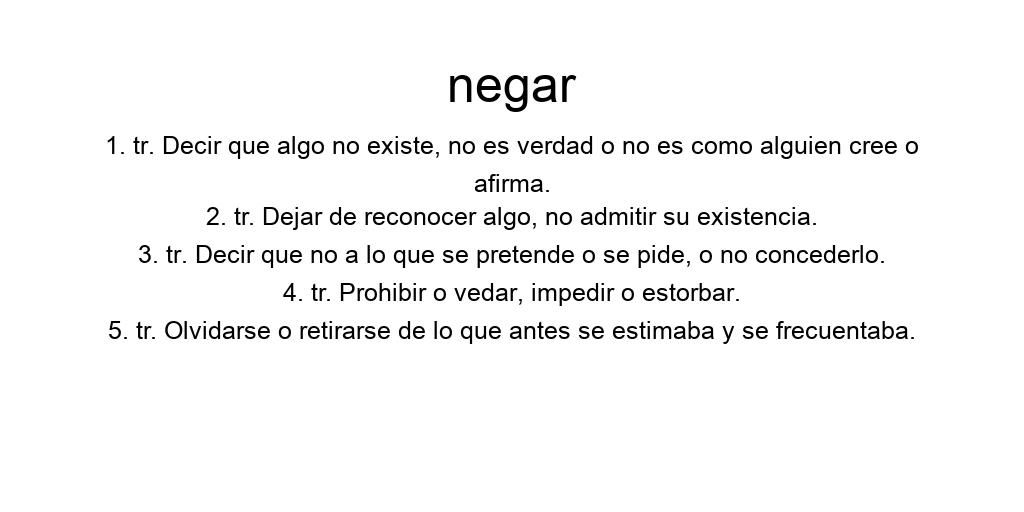 negar
1. tr. Decir que algo no existe, no es verdad o no es como alguien cree o
afirma.
2. tr. Dejar de reconocer algo, no admitir su existencia.
3. tr. Decir que no a lo que se pretende o se pide, o no concederlo.
4. tr. Prohibir o vedar, impedir o estorbar.
5. tr. Olvidarse o retirarse de lo que antes se estimaba y se frecuentaba.